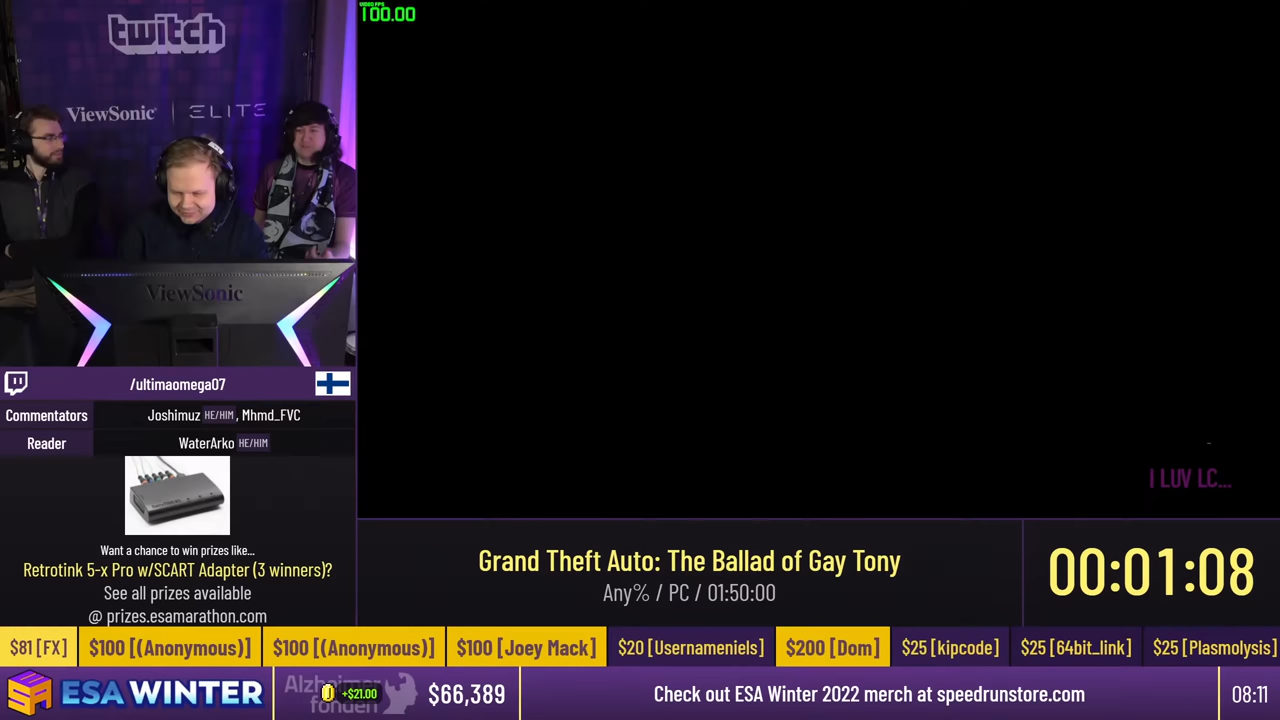 VIDEO FPS
100.00
twitch
ViewSonic | ELITE
ViewSonic
/ultimaomega07
Commentators
Joshimuz HE/HIM, Mhmd_FVC
Reader
WaterArko HE/HIM
Want a chance to win prizes like...
Retrotink 5-x Pro w/SCART Adapter (3 winners)?
See all prizes available
@ prizes.esamarathon.com
I LUV LC...
Grand Theft Auto: The Ballad of Gay Tony
Any% / PC / 01:50:00
00:01:08
$81 [FX]
$100 [(Anonymous)]
$100 [(Anonymous)]
$100 [Joey Mack]
$20 [Usernameniels]
$200 [Dom]
$25 [kipcode]
$25 [64bit_link]
$25 [Plasmolysis]
ESA WINTER
Alzheimerfonden
+$21.00
$66,389
Check out ESA Winter 2022 merch at speedrunstore.com
08:11